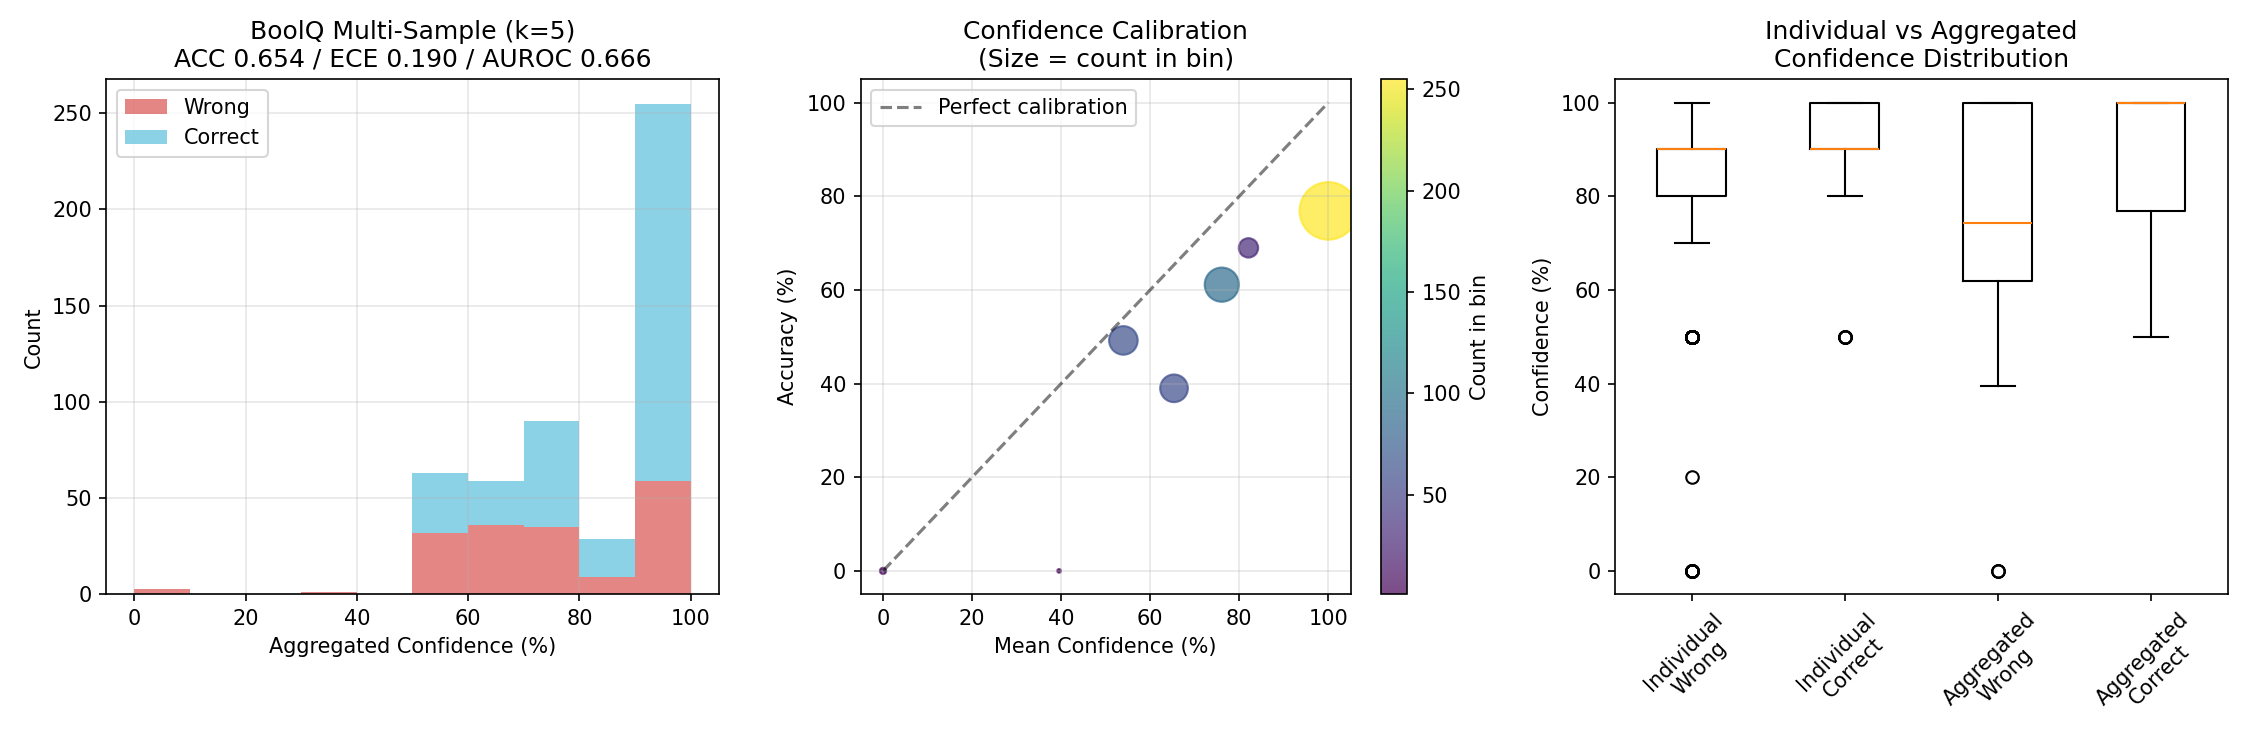 BoolQ Multi-Sample (k=5)
ACC 0.654 / ECE 0.190 / AUROC 0.666
Wrong
Correct
250
200
150
100
50
0
Count
0
20
40
60
80
100
Aggregated Confidence (%)
Confidence Calibration
(Size = count in bin)
Perfect calibration
100
80
60
40
20
0
Accuracy (%)
0
20
40
60
80
100
Mean Confidence (%)
250
200
150
100
50
Count in bin
Individual vs Aggregated
Confidence Distribution
100
80
60
40
20
0
Confidence (%)
Individual
Wrong
Individual
Correct
Aggregated
Wrong
Aggregated
Correct